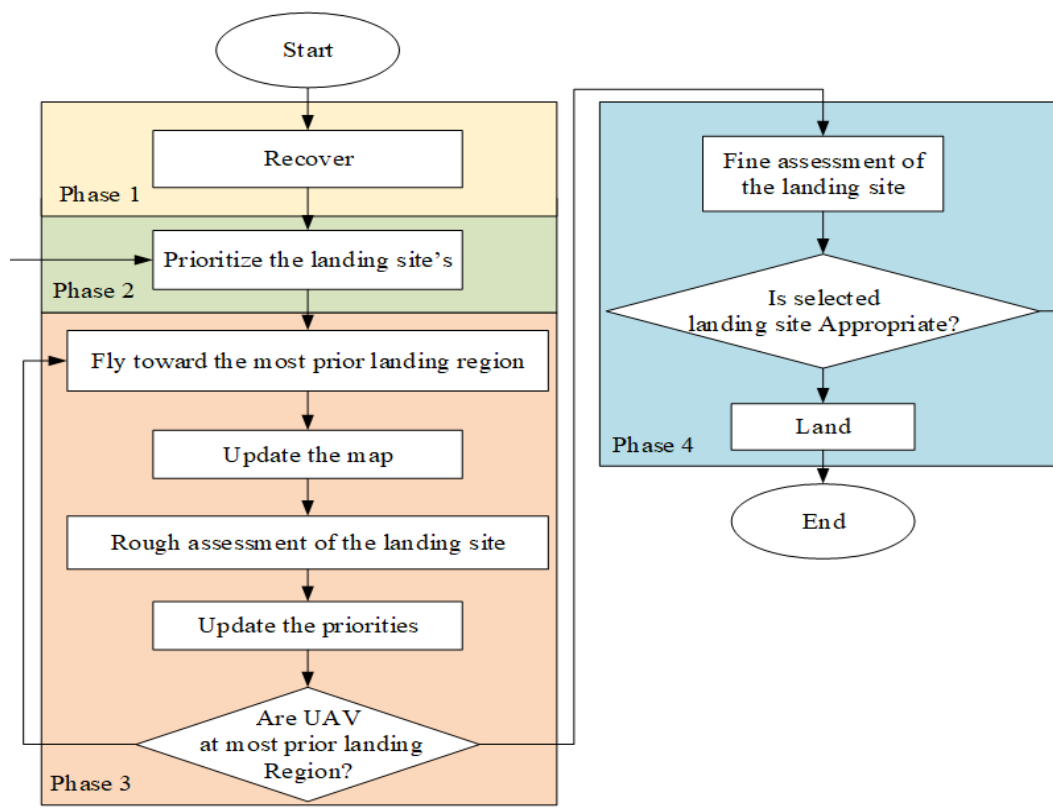 Start
Recover
Phase 1
Prioritize the landing site’s
Phase 2
Fly toward the most prior landing region
Update the map
Rough assessment of the landing site
Update the priorities
Are UAV
at most prior landing
Region?
Phase 3
Fine assessment of
the landing site
Is selected
landing site Appropriate?
Land
Phase 4
End